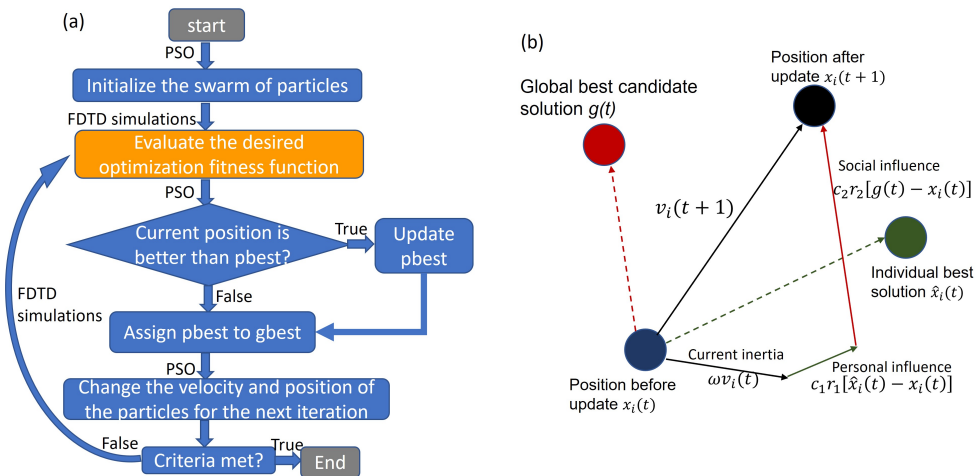 (a)
start
PSO
Initialize the swarm of particles
FDTD simulations
Evaluate the desired
optimization fitness function
PSO
Current position is
better than pbest?
True
Update
pbest
False
FDTD
simulations
Assign pbest to gbest
PSO
Change the velocity and position of
the particles for the next iteration
False
Criteria met?
True
End
(b)
Position after
update x_i(t + 1)
Global best candidate
solution g(t)
Social influence
c_2r_2[g(t) − x_i(t)]
v_i(t + 1)
Individual best
solution x̂_i(t)
Current inertia
ωv_i(t)
Personal influence
c_1r_1[x̂_i(t) − x_i(t)]
Position before
update x_i(t)